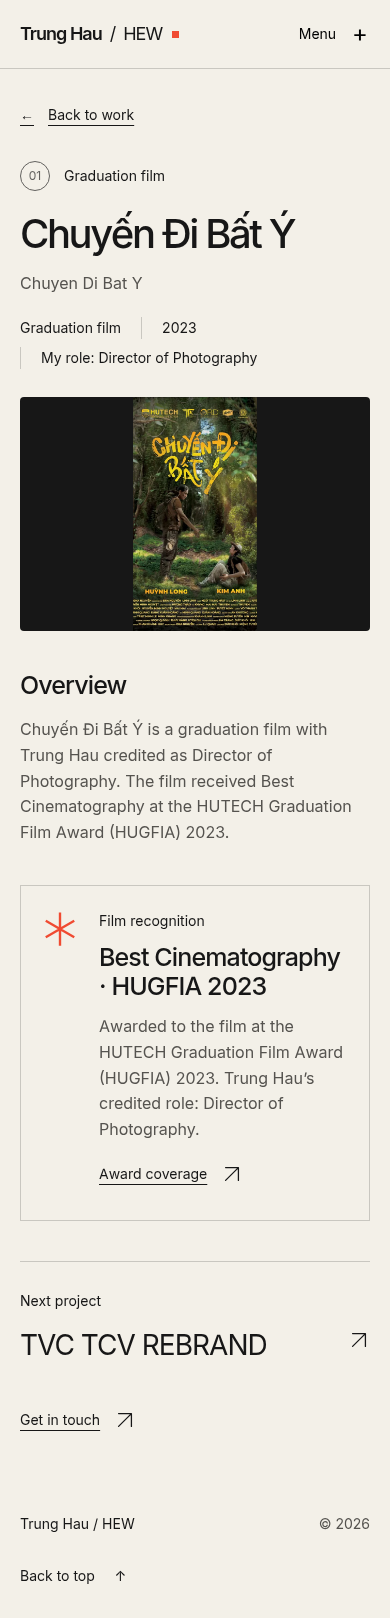 Trung Hau / HEW
Menu +
← Back to work
01 Graduation film
Chuyến Đi Bất Ý
Chuyen Di Bat Y
Graduation film 2023
My role: Director of Photography
HUTECH
CHUYẾN ĐI
BẤT Ý
HUỲNH LONG KIM ANH
Overview
Chuyến Đi Bất Ý is a graduation film with
Trung Hau credited as Director of
Photography. The film received Best
Cinematography at the HUTECH Graduation
Film Award (HUGFIA) 2023.
Film recognition
Best Cinematography
· HUGFIA 2023
Awarded to the film at the
HUTECH Graduation Film Award
(HUGFIA) 2023. Trung Hau’s
credited role: Director of
Photography.
Award coverage
Next project
TVC TCV REBRAND
Get in touch
Trung Hau / HEW © 2026
Back to top ↑